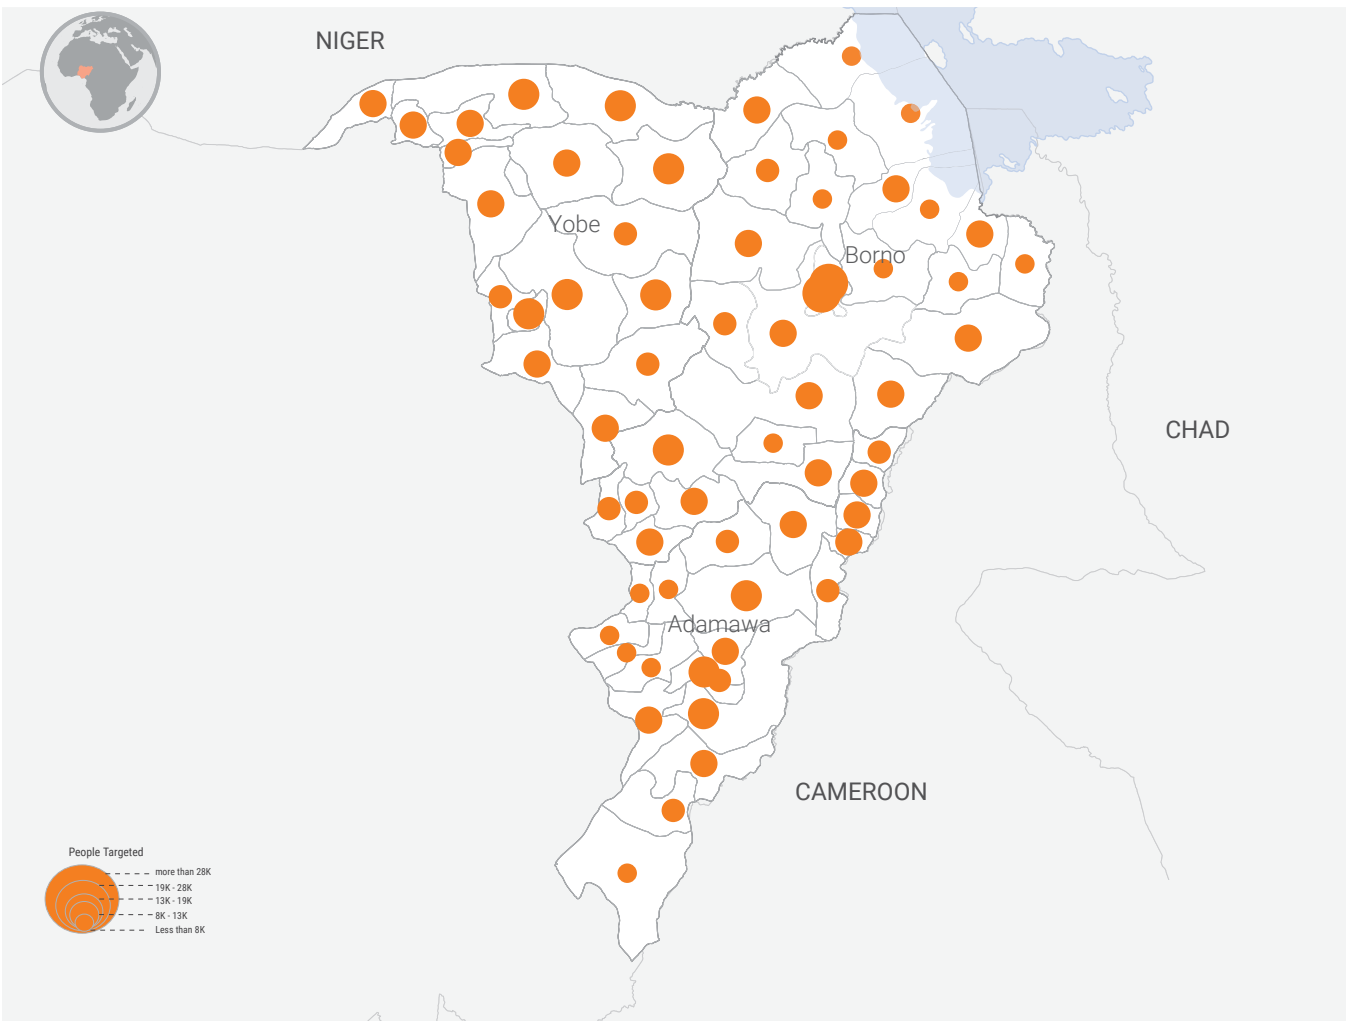 NIGER
Yobe
Borno
CHAD
Adamawa
CAMEROON
People Targeted
more than 28K
19K - 28K
13K - 19K
8K - 13K
Less than 8K